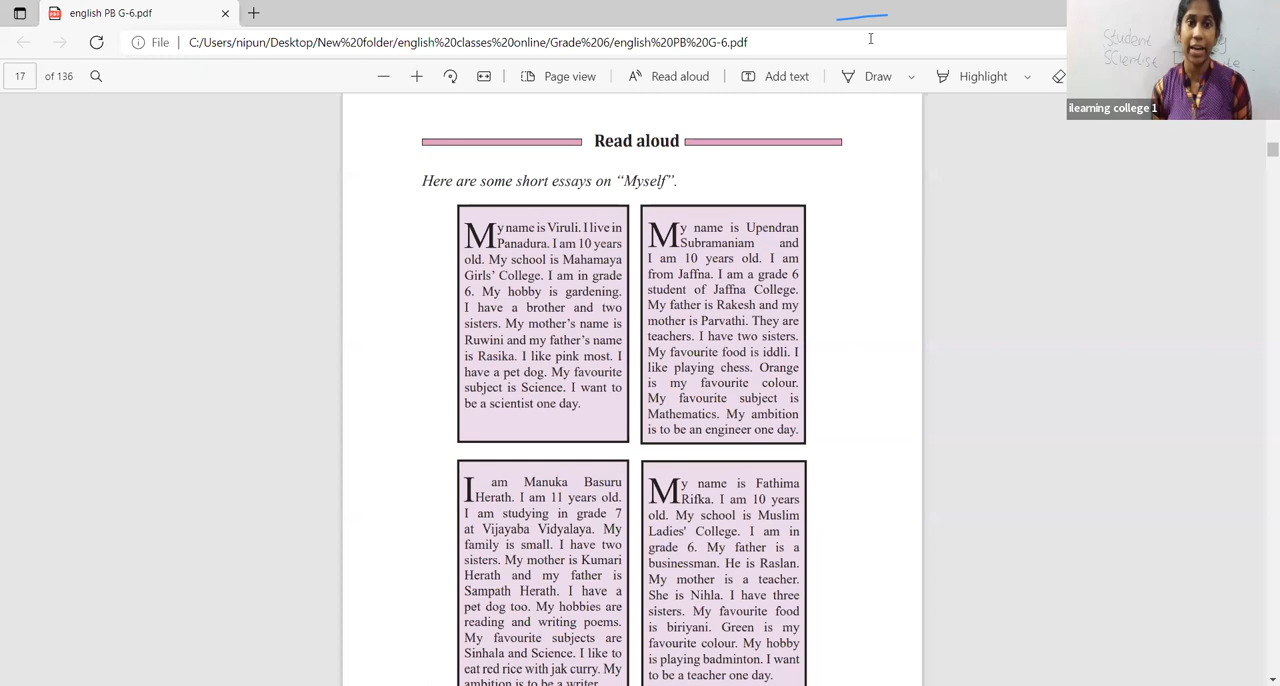 english PB G-6.pdf
File
C:/Users/nipun/Desktop/New%20folder/english%20classes%20online/Grade%206/english%20PB%20G-6.pdf
17 of 136
Page view
Read aloud
Add text
Draw
Highlight
Student
SCientist
ilearning college 1
Read aloud
Here are some short essays on “Myself”.
My name is Viruli. I live in
Panadura. I am 10 years
old. My school is Mahamaya
Girls’ College. I am in grade
6. My hobby is gardening.
I have a brother and two
sisters. My mother’s name is
Ruwini and my father’s name
is Rasika. I like pink most. I
have a pet dog. My favourite
subject is Science. I want to
be a scientist one day.
My name is Upendran
Subramaniam and
I am 10 years old. I am
from Jaffna. I am a grade 6
student of Jaffna College.
My father is Rakesh and my
mother is Parvathi. They are
teachers. I have two sisters.
My favourite food is iddli. I
like playing chess. Orange
is my favourite colour.
My favourite subject is
Mathematics. My ambition
is to be an engineer one day.
I am Manuka Basuru
Herath. I am 11 years old.
I am studying in grade 7
at Vijayaba Vidyalaya. My
family is small. I have two
sisters. My mother is Kumari
Herath and my father is
Sampath Herath. I have a
pet dog too. My hobbies are
reading and writing poems.
My favourite subjects are
Sinhala and Science. I like to
eat red rice with jak curry. My
ambition is to be a writer
My name is Fathima
Rifka. I am 10 years
old. My school is Muslim
Ladies' College. I am in
grade 6. My father is a
businessman. He is Raslan.
My mother is a teacher.
She is Nihla. I have three
sisters. My favourite food
is biriyani. Green is my
favourite colour. My hobby
is playing badminton. I want
to be a teacher one day.